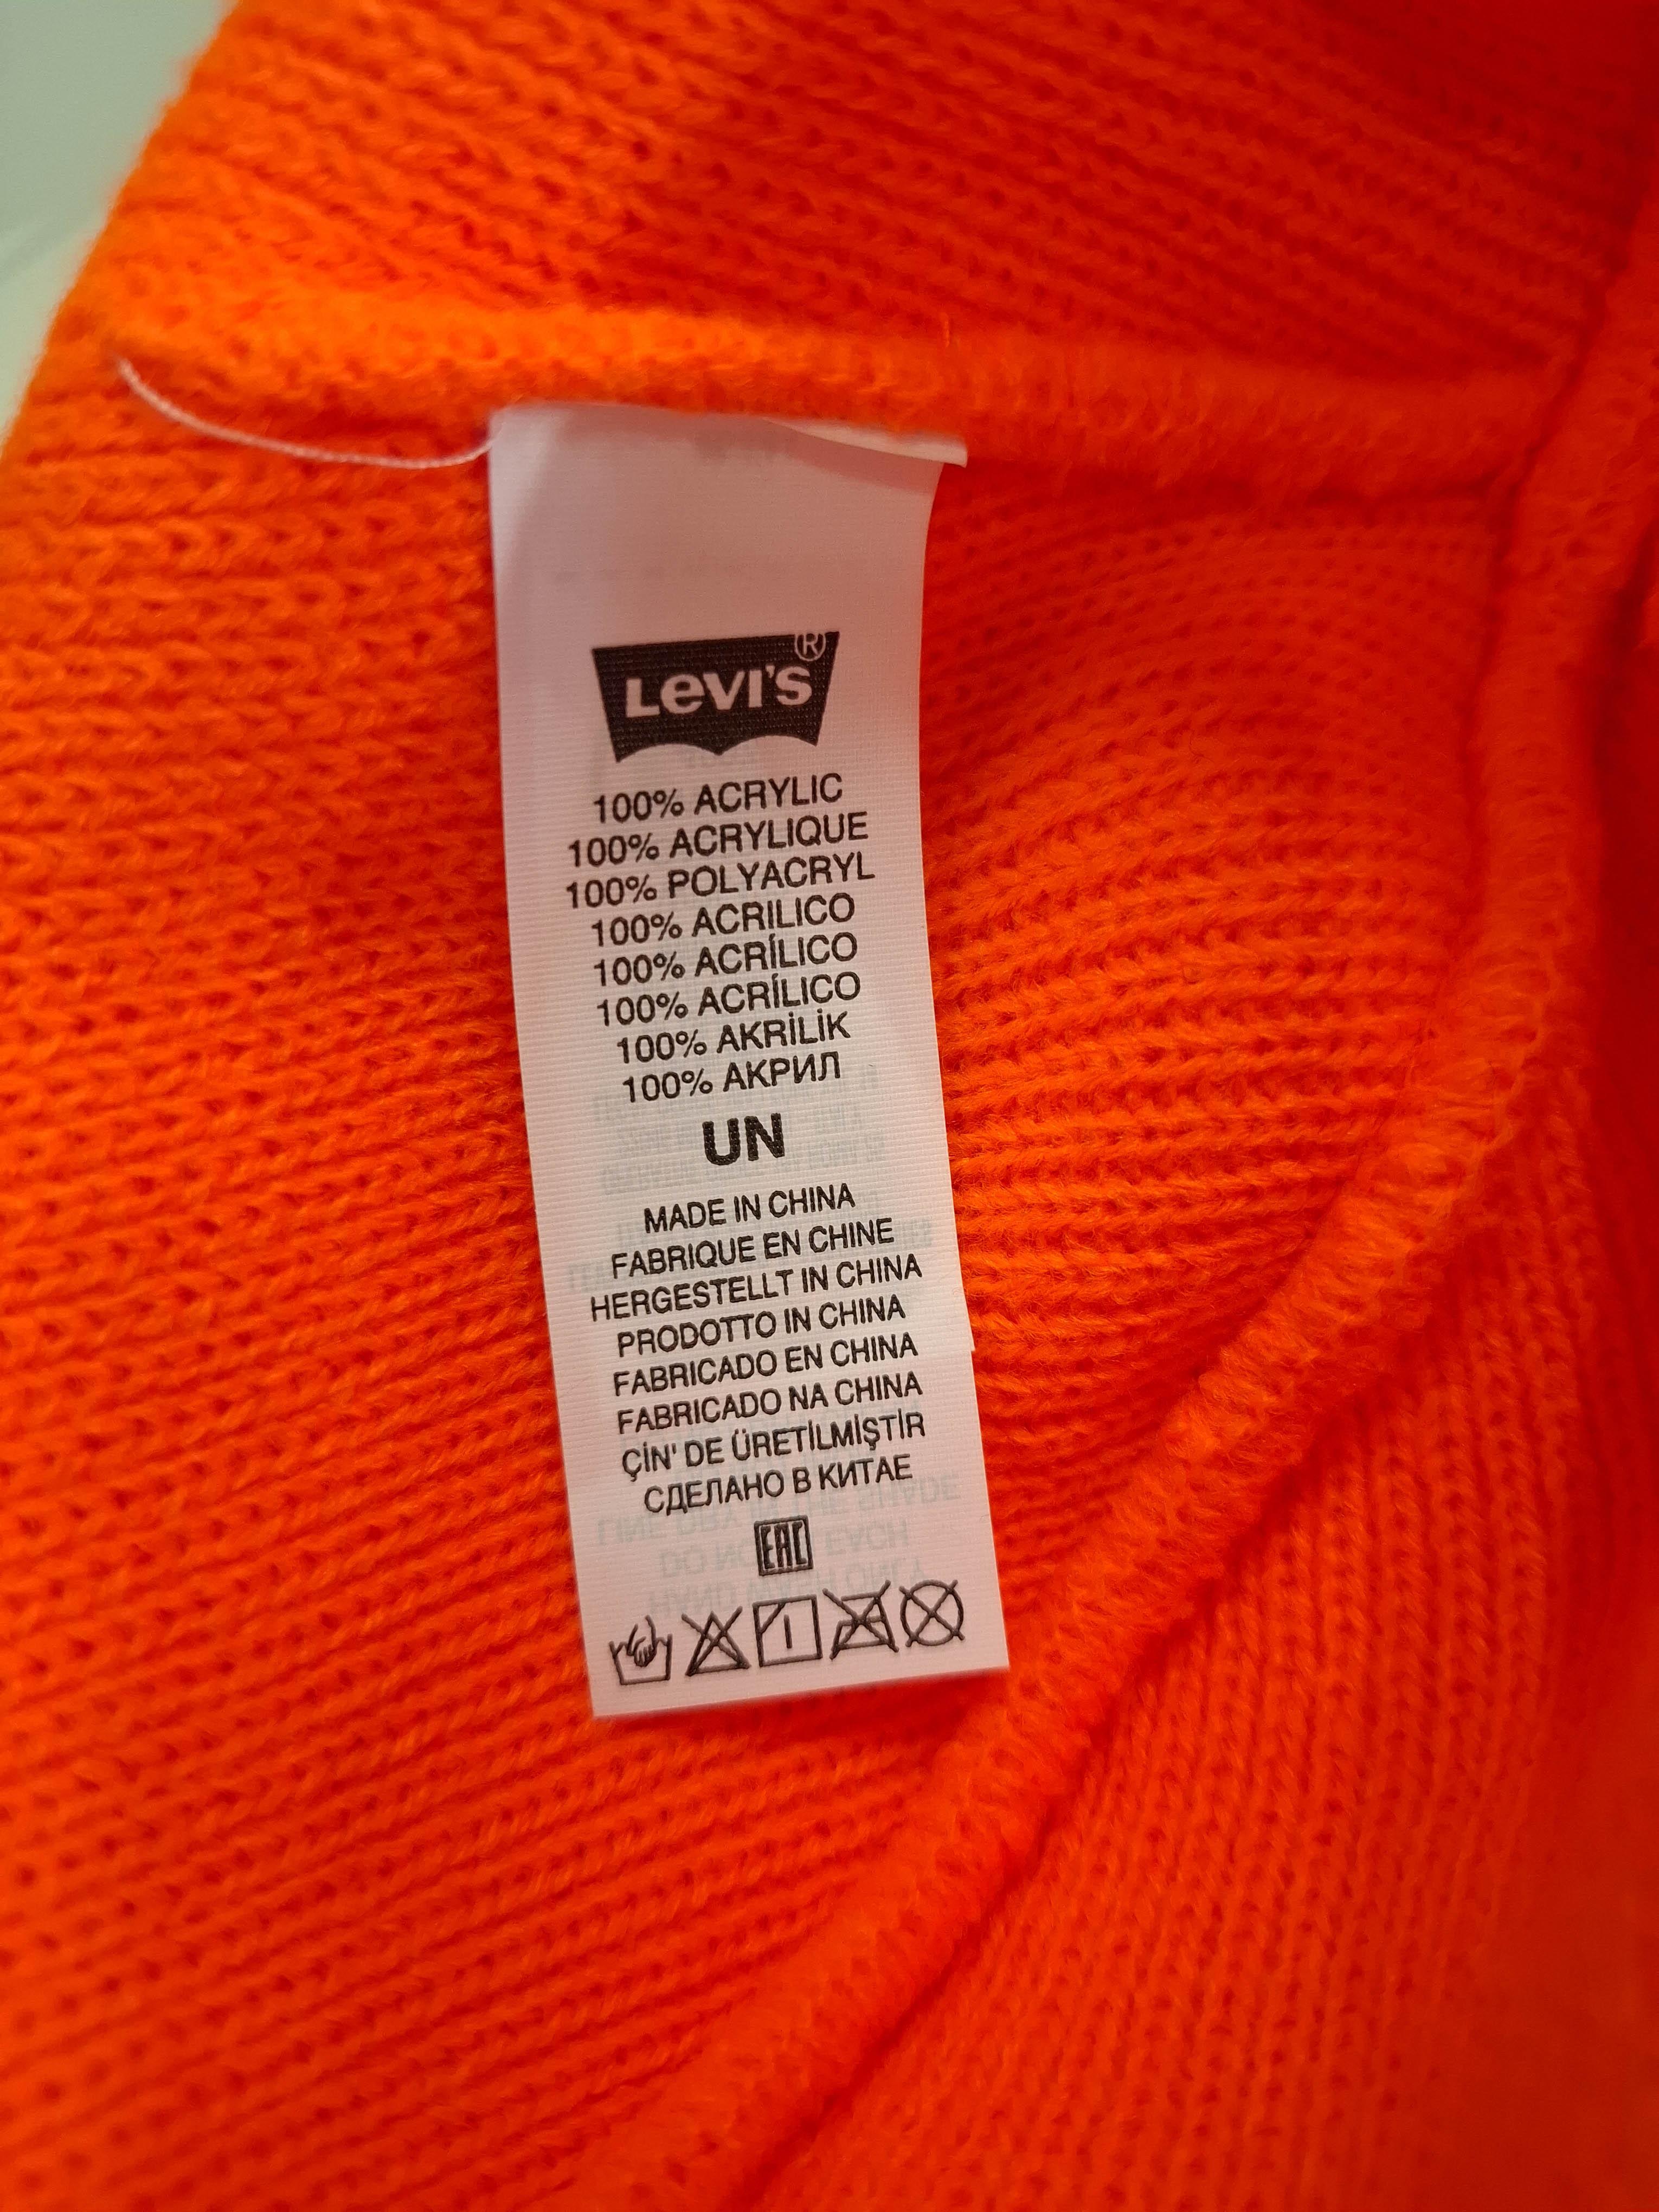 LEVI'S®
100% ACRYLIC
100% ACRYLIQUE
100% POLYACRYL
100% ACRILICO
100% ACRÍLICO
100% ACRÍLICO
100% AKRİLİK
100% АКРИЛ
UN
MADE IN CHINA
FABRIQUE EN CHINE
HERGESTELLT IN CHINA
PRODOTTO IN CHINA
FABRICADO EN CHINA
FABRICADO NA CHINA
ÇİN' DE ÜRETİLMİŞTİR
СДЕЛАНО В КИТАЕ
EAC